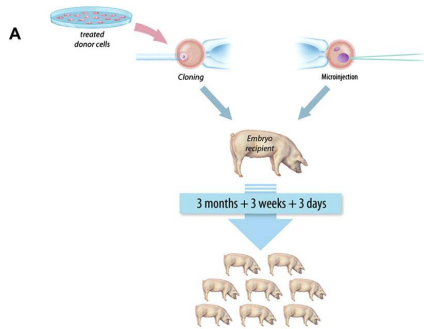 A
treated
donor cells
Cloning
Microinjection
Embryo
recipient
3 months + 3 weeks + 3 days